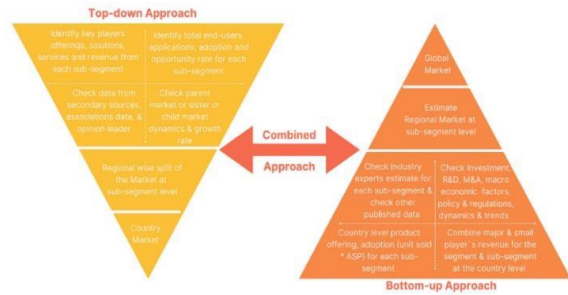 Top-down Approach
Identify key players
offerings, solutions,
services and revenue from
each sub-segment
Identify total end-users,
applications, adoption and
opportunity rate for each
sub-segment
Check data from
secondary sources,
associations data, &
opinion leader
Check parent
market or sister or
child market
dynamics & growth
rate
Regional wise split of
the Market at
sub-segment level
Country
Market
Combined
Approach
Global
Market
Estimate
Regional Market at
sub-segment level
Check Industry
experts estimate for
each sub-segment &
check other
published data
Check Investment,
R&D, M&A, macro
economic factors,
policy & regulations,
dynamics & trends
Country level product
offering, adoption (unit sold
* ASP) for each sub-
segment
Combine major & small
player`s revenue for the
segment & sub-segment
at the country level
Bottom-up Approach